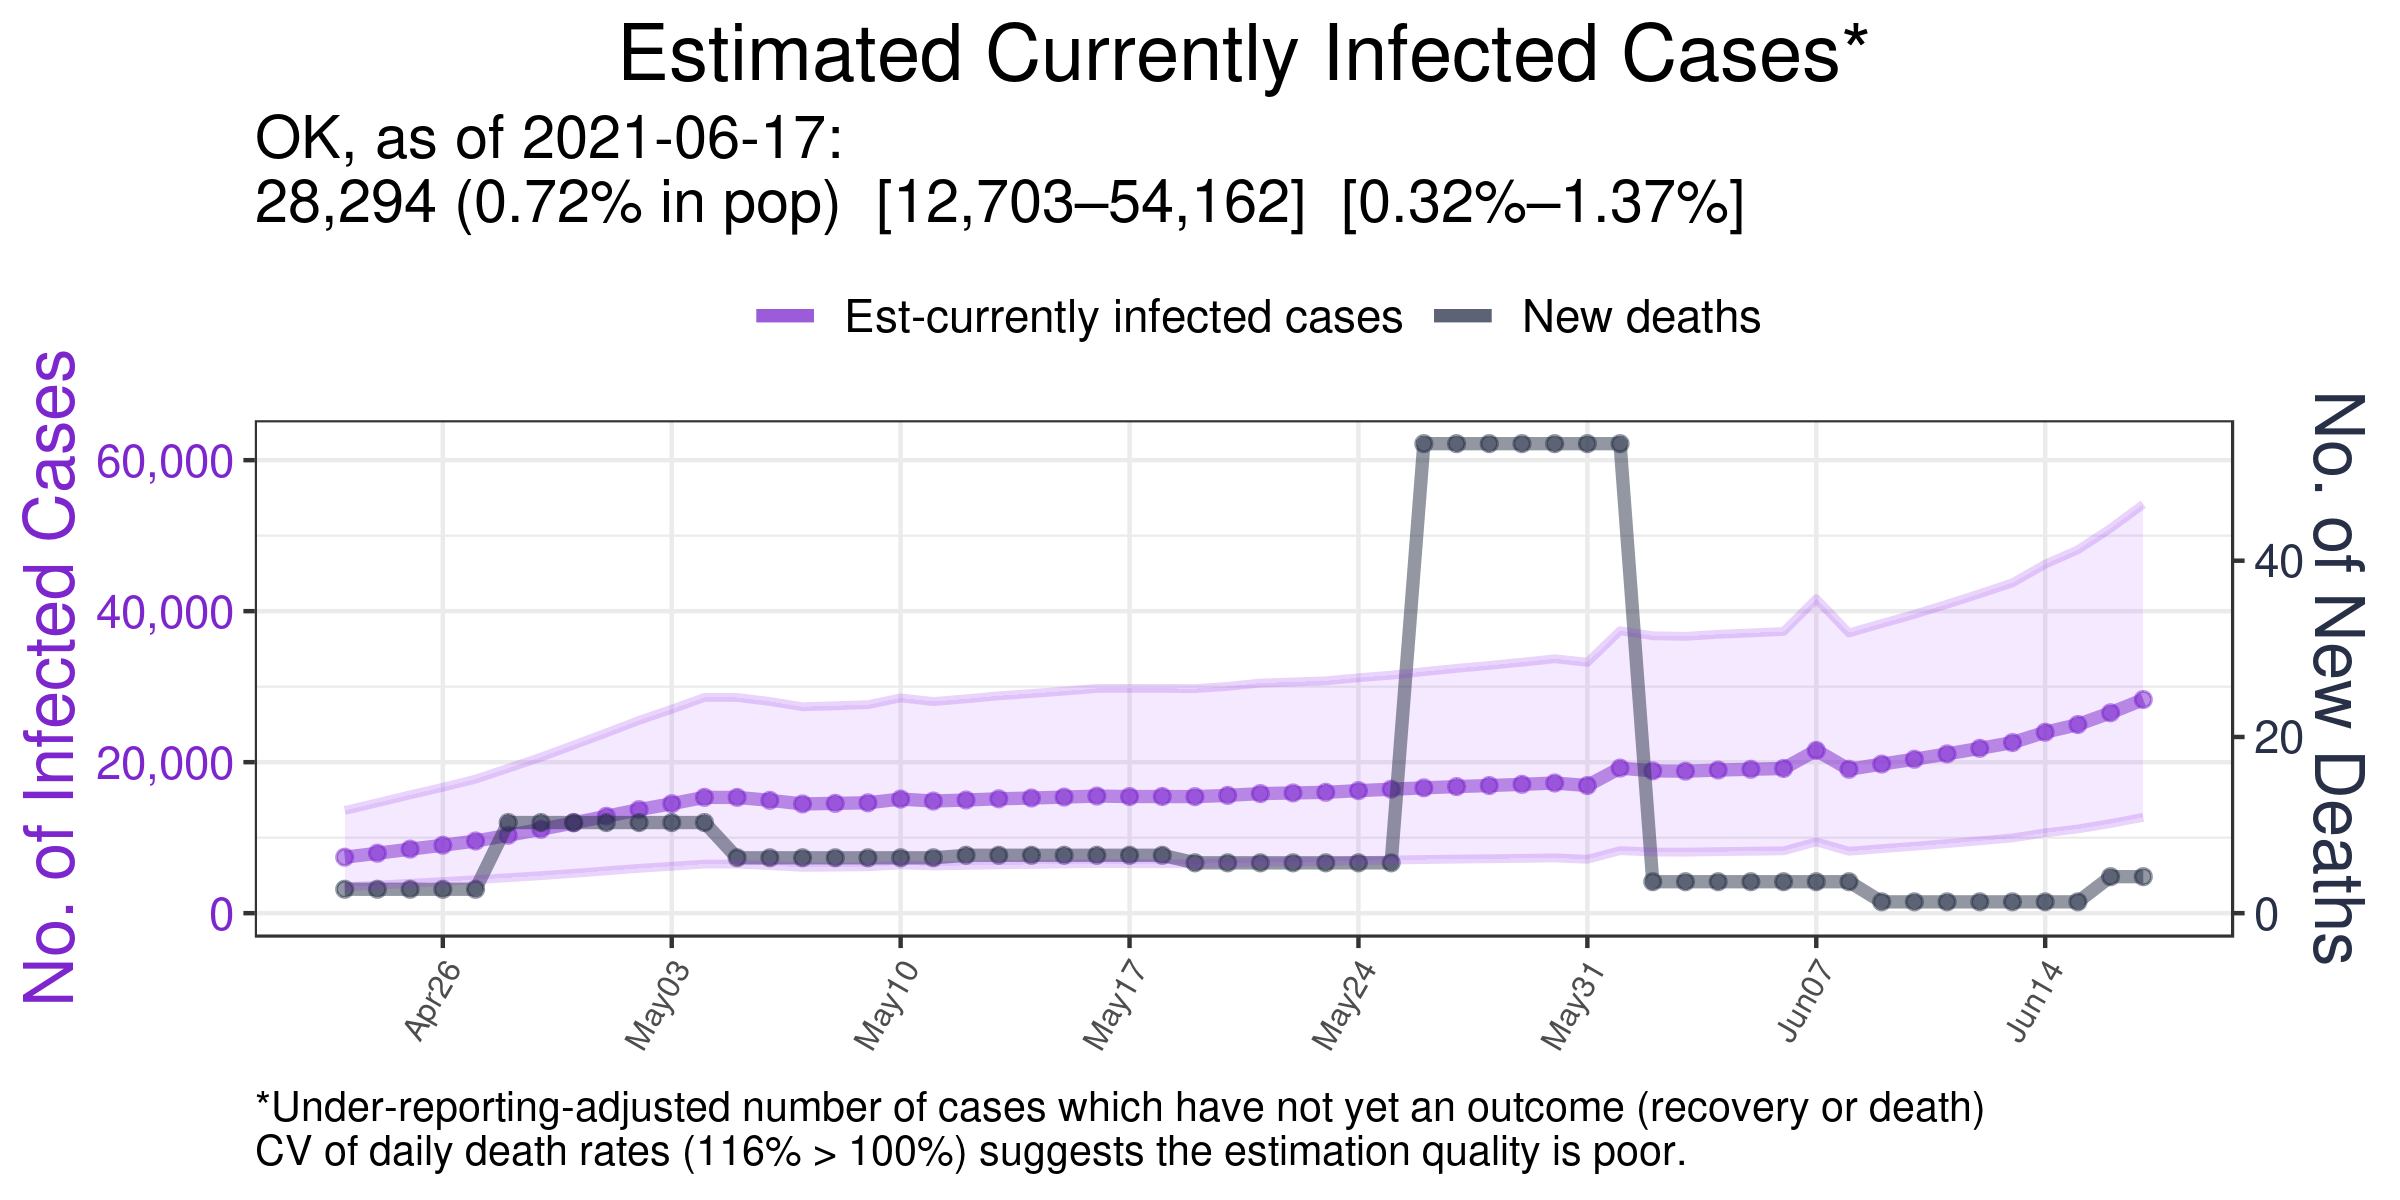 Estimated Currently Infected Cases*
OK, as of 2021-06-17:
28,294 (0.72% in pop) [12,703–54,162] [0.32%–1.37%]
Est-currently infected cases
New deaths
No. of Infected Cases
60,000
40,000
20,000
0
No. of New Deaths
40
20
0
Apr26
May03
May10
May17
May24
May31
Jun07
Jun14
*Under-reporting-adjusted number of cases which have not yet an outcome (recovery or death)
CV of daily death rates (116% > 100%) suggests the estimation quality is poor.